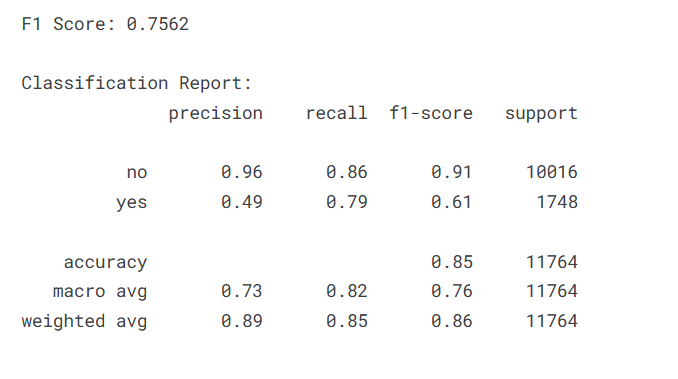 F1 Score: 0.7562
Classification Report:
precision recall f1-score support
no 0.96 0.86 0.91 10016
yes 0.49 0.79 0.61 1748
accuracy 0.85 11764
macro avg 0.73 0.82 0.76 11764
weighted avg 0.89 0.85 0.86 11764